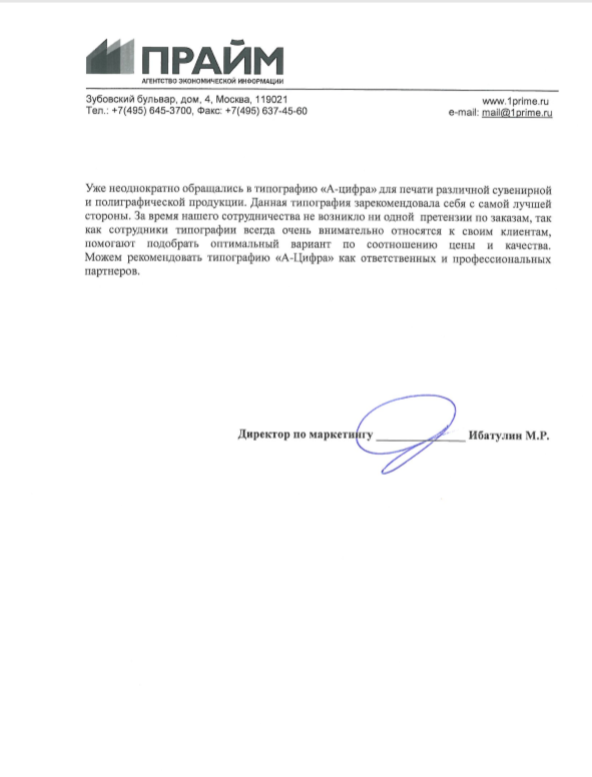 ПРАЙМ
АГЕНТСТВО ЭКОНОМИЧЕСКОЙ ИНФОРМАЦИИ
Зубовский бульвар, дом, 4, Москва, 119021
Тел.: +7(495) 645-3700, Факс: +7(495) 637-45-60
www.1prime.ru
e-mail: mail@1prime.ru
Уже неоднократно обращались в типографию «А-цифра» для печати различной сувенирной
и полиграфической продукции. Данная типография зарекомендовала себя с самой лучшей
стороны. За время нашего сотрудничества не возникло ни одной претензии по заказам, так
как сотрудники типографии всегда очень внимательно относятся к своим клиентам,
помогают подобрать оптимальный вариант по соотношению цены и качества.
Можем рекомендовать типографию «А-Цифра» как ответственных и профессиональных
партнеров.
Директор по маркетингу _______________ Ибатулин М.Р.